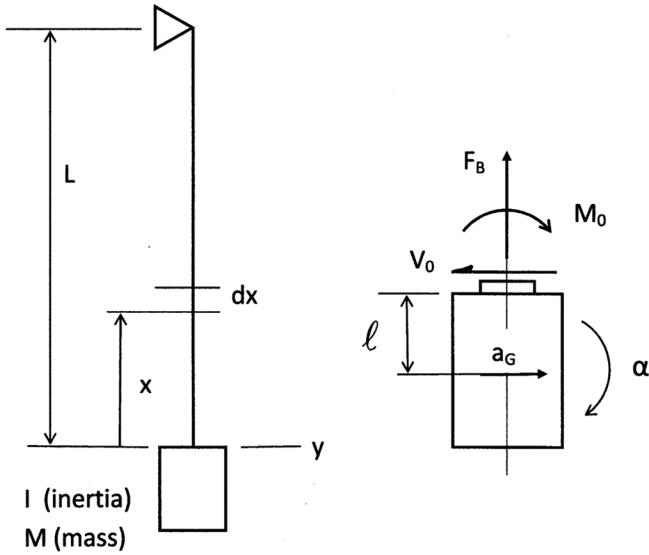 L
dx
x
y
I (inertia)
M (mass)
F_B
M_0
V_0
ℓ
a_G
α